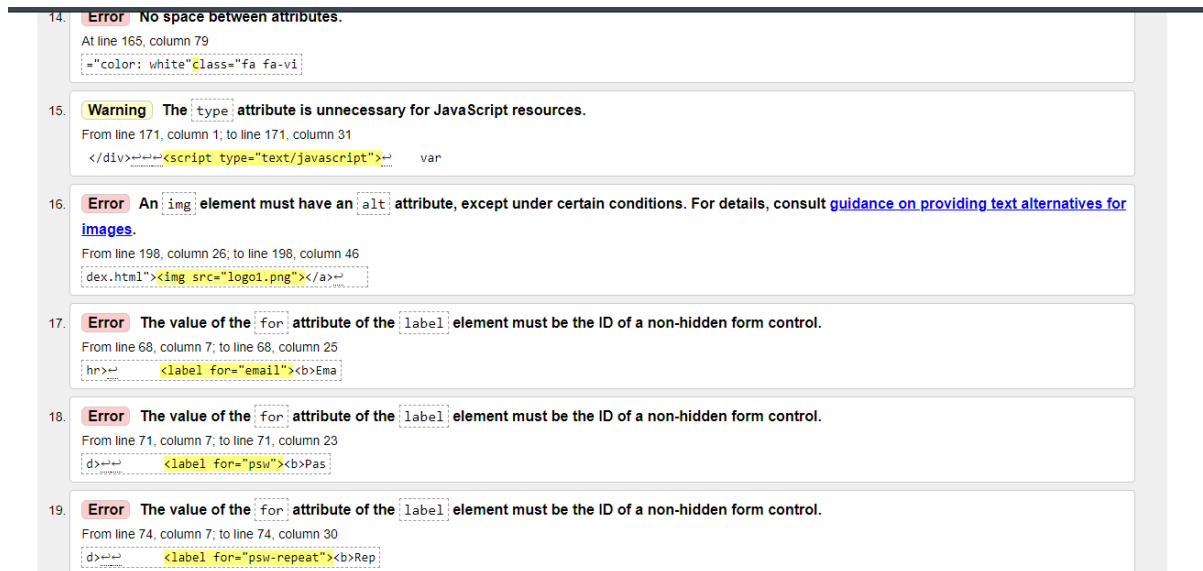 14. Error No space between attributes.
At line 165, column 79
="color: white"class="fa fa-vi
15. Warning The type attribute is unnecessary for JavaScript resources.
From line 171, column 1; to line 171, column 31
</div>↩↩↩<script type="text/javascript">↩ var
16. Error An img element must have an alt attribute, except under certain conditions. For details, consult guidance on providing text alternatives for
images.
From line 198, column 26; to line 198, column 46
dex.html"><img src="logo1.png"></a>↩
17. Error The value of the for attribute of the label element must be the ID of a non-hidden form control.
From line 68, column 7; to line 68, column 25
hr>↩ <label for="email"><b>Ema
18. Error The value of the for attribute of the label element must be the ID of a non-hidden form control.
From line 71, column 7; to line 71, column 23
d>↩↩ <label for="psw"><b>Pas
19. Error The value of the for attribute of the label element must be the ID of a non-hidden form control.
From line 74, column 7; to line 74, column 30
d>↩↩ <label for="psw-repeat"><b>Rep